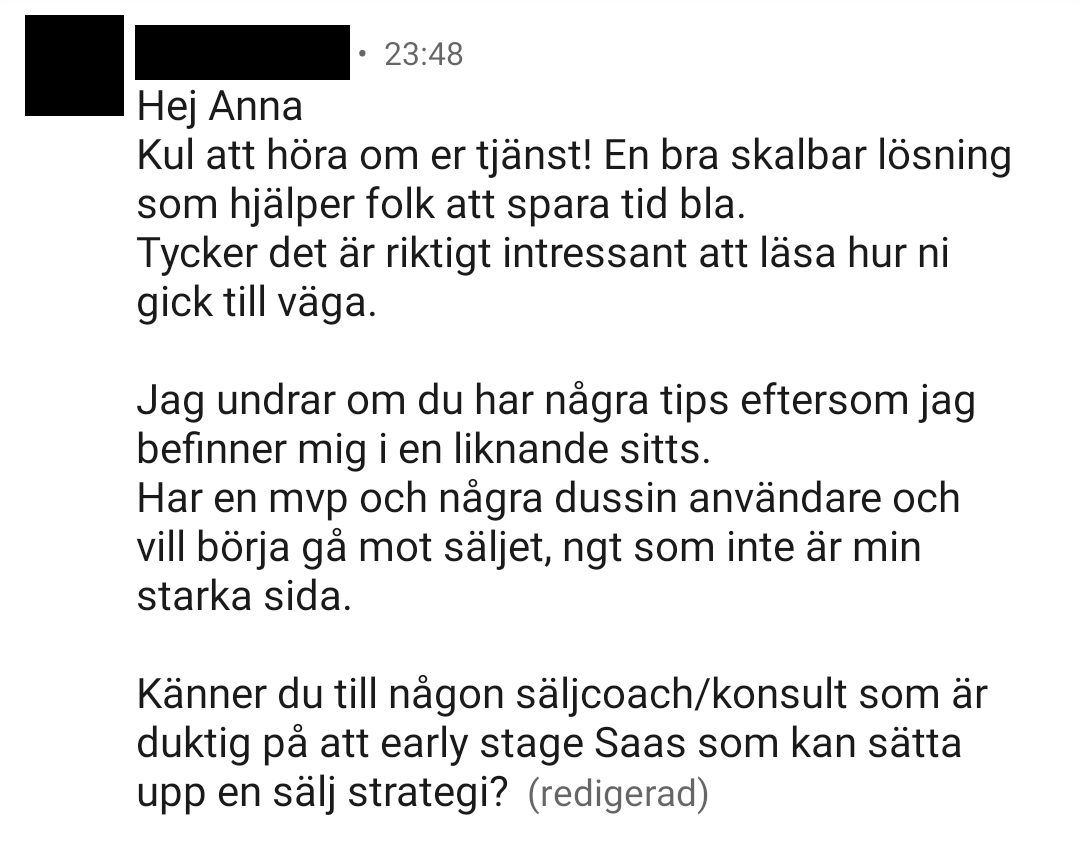 • 23:48
Hej Anna
Kul att höra om er tjänst! En bra skalbar lösning
som hjälper folk att spara tid bla.
Tycker det är riktigt intressant att läsa hur ni
gick till väga.
Jag undrar om du har några tips eftersom jag
befinner mig i en liknande sitts.
Har en mvp och några dussin användare och
vill börja gå mot säljet, ngt som inte är min
starka sida.
Känner du till någon säljcoach/konsult som är
duktig på att early stage Saas som kan sätta
upp en sälj strategi? (redigerad)